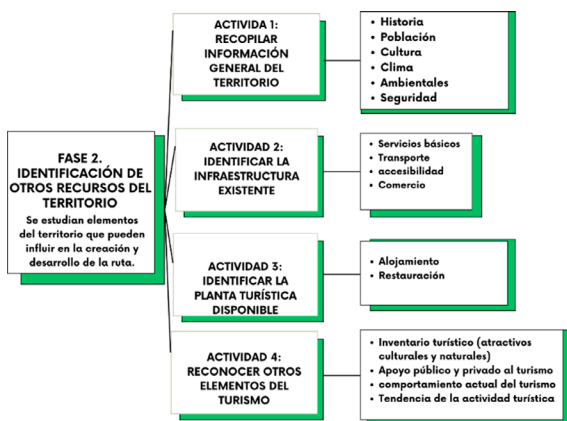 FASE 2.
IDENTIFICACIÓN DE
OTROS RECURSOS DEL
TERRITORIO
Se estudian elementos
del territorio que pueden
influir en la creación y
desarrollo de la ruta.
ACTIVIDA 1:
RECOPILAR
INFORMACIÓN
GENERAL DEL
TERRITORIO
• Historia
• Población
• Cultura
• Clima
• Ambientales
• Seguridad
ACTIVIDAD 2:
IDENTIFICAR LA
INFRAESTRUCTURA
EXISTENTE
• Servicios básicos
• Transporte
• accesibilidad
• Comercio
ACTIVIDAD 3:
IDENTIFICAR LA
PLANTA TURÍSTICA
DISPONIBLE
• Alojamiento
• Restauración
ACTIVIDAD 4:
RECONOCER OTROS
ELEMENTOS DEL
TURISMO
• Inventario turístico (atractivos
culturales y naturales)
• Apoyo público y privado al turismo
• comportamiento actual del turismo
• Tendencia de la actividad turística